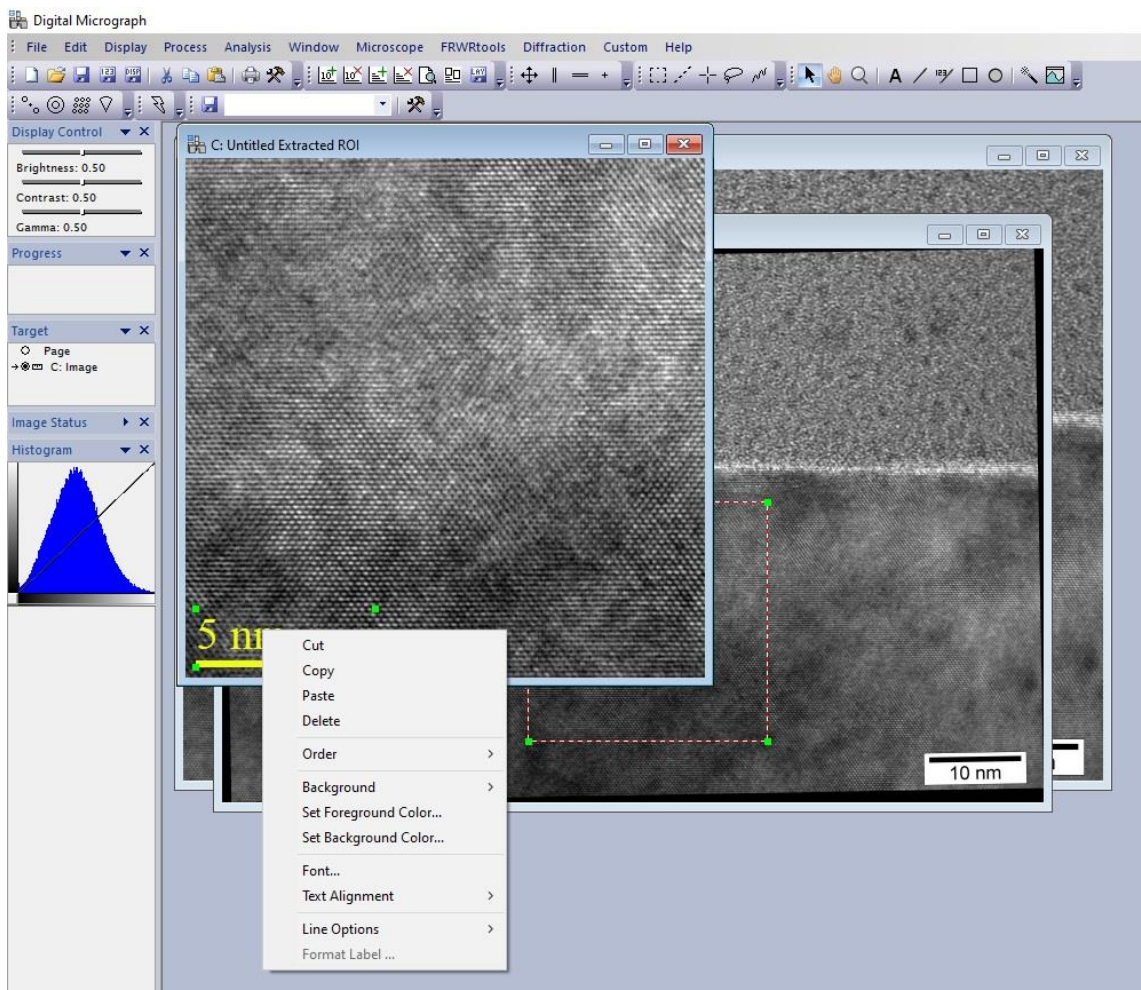 Digital Micrograph
File Edit Display Process Analysis Window Microscope FRWRtools Diffraction Custom Help
Display Control
Brightness: 0.50
Contrast: 0.50
Gamma: 0.50
Progress
Target
Page
C: Image
Image Status
Histogram
C: Untitled Extracted ROI
5 nm
Cut
Copy
Paste
Delete
Order
Background
Set Foreground Color...
Set Background Color...
Font...
Text Alignment
Line Options
Format Label ...
10 nm